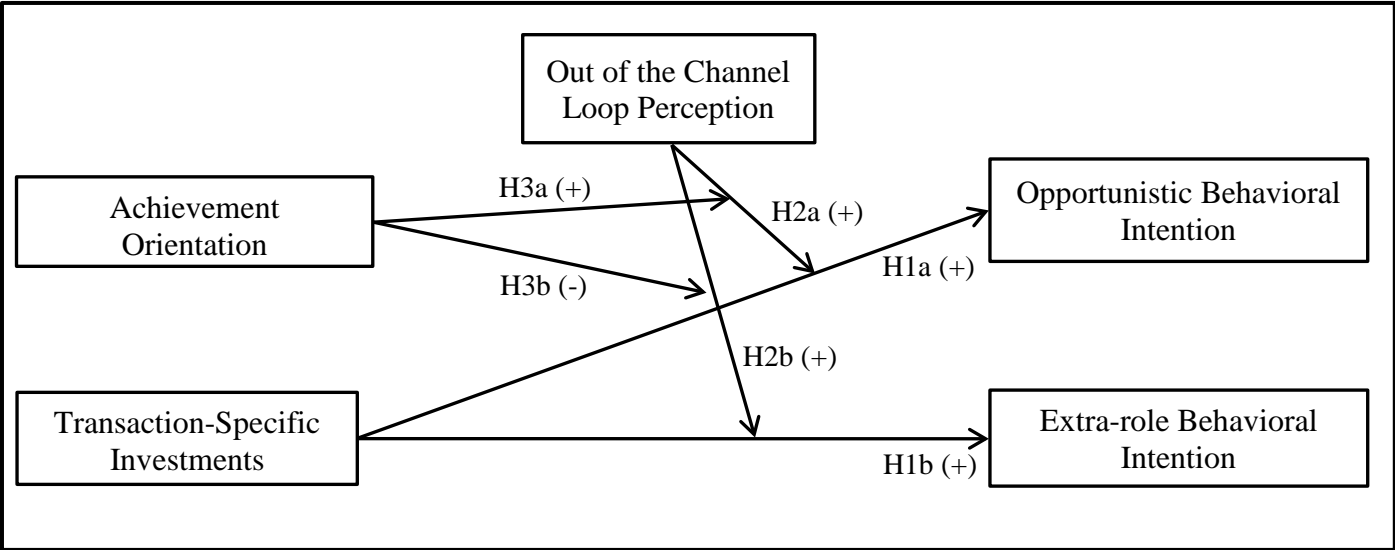 Out of the Channel
Loop Perception
Achievement
Orientation
H3a (+)
H2a (+)
Opportunistic Behavioral
Intention
H1a (+)
H3b (-)
H2b (+)
Transaction-Specific
Investments
Extra-role Behavioral
Intention
H1b (+)